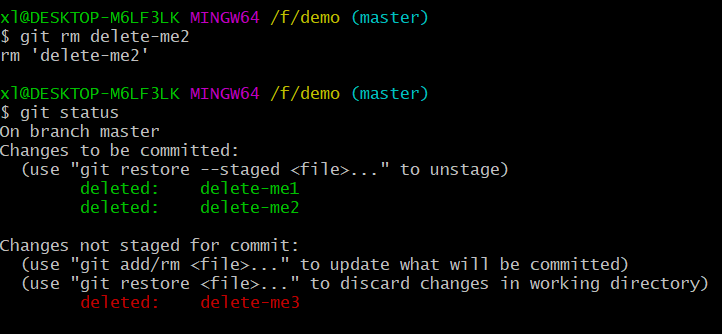 xl@DESKTOP-M6LF3LK MINGW64 /f/demo (master)
$ git rm delete-me2
rm 'delete-me2'

xl@DESKTOP-M6LF3LK MINGW64 /f/demo (master)
$ git status
On branch master
Changes to be committed:
  (use "git restore --staged <file>..." to unstage)
        deleted:    delete-me1
        deleted:    delete-me2

Changes not staged for commit:
  (use "git add/rm <file>..." to update what will be committed)
  (use "git restore <file>..." to discard changes in working directory)
        deleted:    delete-me3